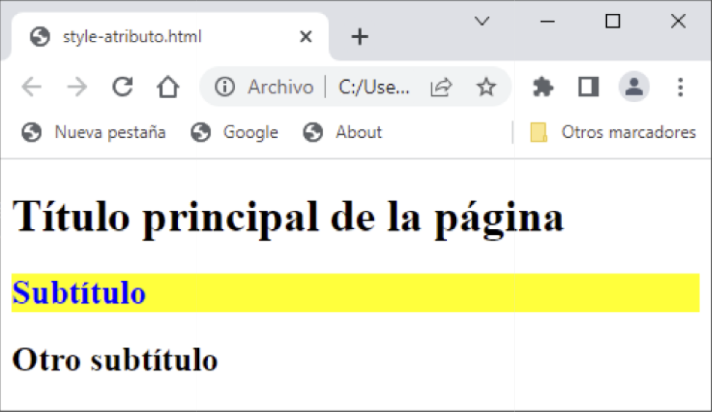 style-atributo.html
Archivo C:/Use...
Nueva pestaña Google About Otros marcadores
Título principal de la página
Subtítulo
Otro subtítulo